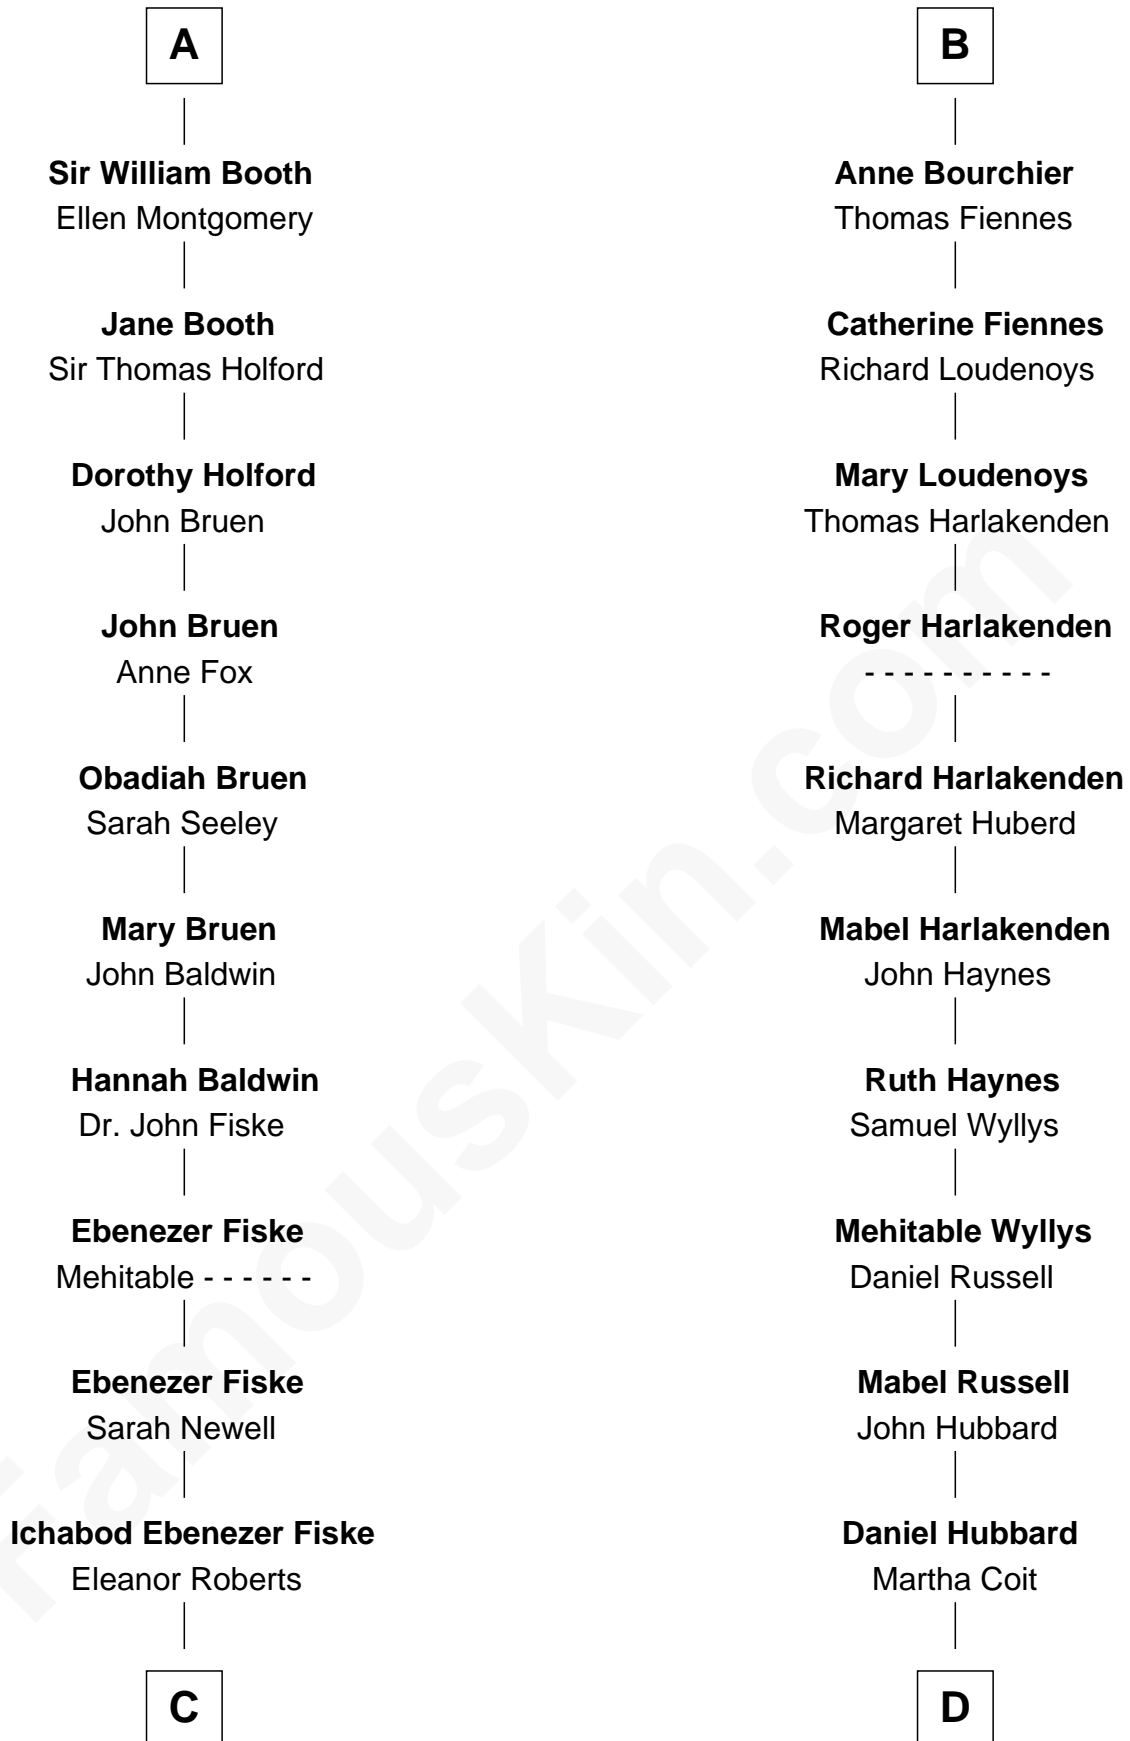 A
Sir William Booth
Ellen Montgomery
Jane Booth
Sir Thomas Holford
Dorothy Holford
John Bruen
John Bruen
Anne Fox
Obadiah Bruen
Sarah Seeley
Mary Bruen
John Baldwin
Hannah Baldwin
Dr. John Fiske
Ebenezer Fiske
Mehitable - - - - - -
Ebenezer Fiske
Sarah Newell
Ichabod Ebenezer Fiske
Eleanor Roberts
C
B
Anne Bourchier
Thomas Fiennes
Catherine Fiennes
Richard Loudenoys
Mary Loudenoys
Thomas Harlakenden
Roger Harlakenden
- - - - - - - - - -
Richard Harlakenden
Margaret Huberd
Mabel Harlakenden
John Haynes
Ruth Haynes
Samuel Wyllys
Mehitable Wyllys
Daniel Russell
Mabel Russell
John Hubbard
Daniel Hubbard
Martha Coit
D
FamousKin.com